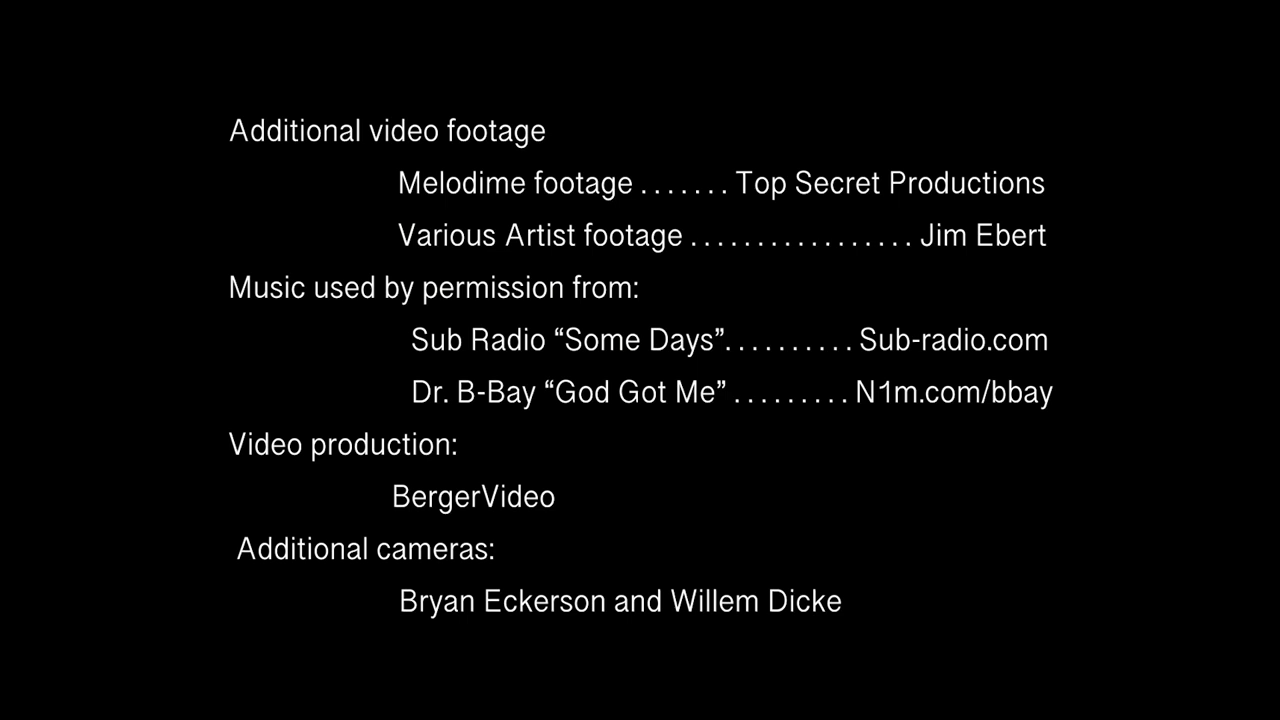 Additional video footage
Melodime footage . . . . . . . Top Secret Productions
Various Artist footage . . . . . . . . . . . . . . . . . Jim Ebert
Music used by permission from:
Sub Radio “Some Days”. . . . . . . . . . Sub-radio.com
Dr. B-Bay “God Got Me” . . . . . . . . . N1m.com/bbay
Video production:
BergerVideo
Additional cameras:
Bryan Eckerson and Willem Dicke